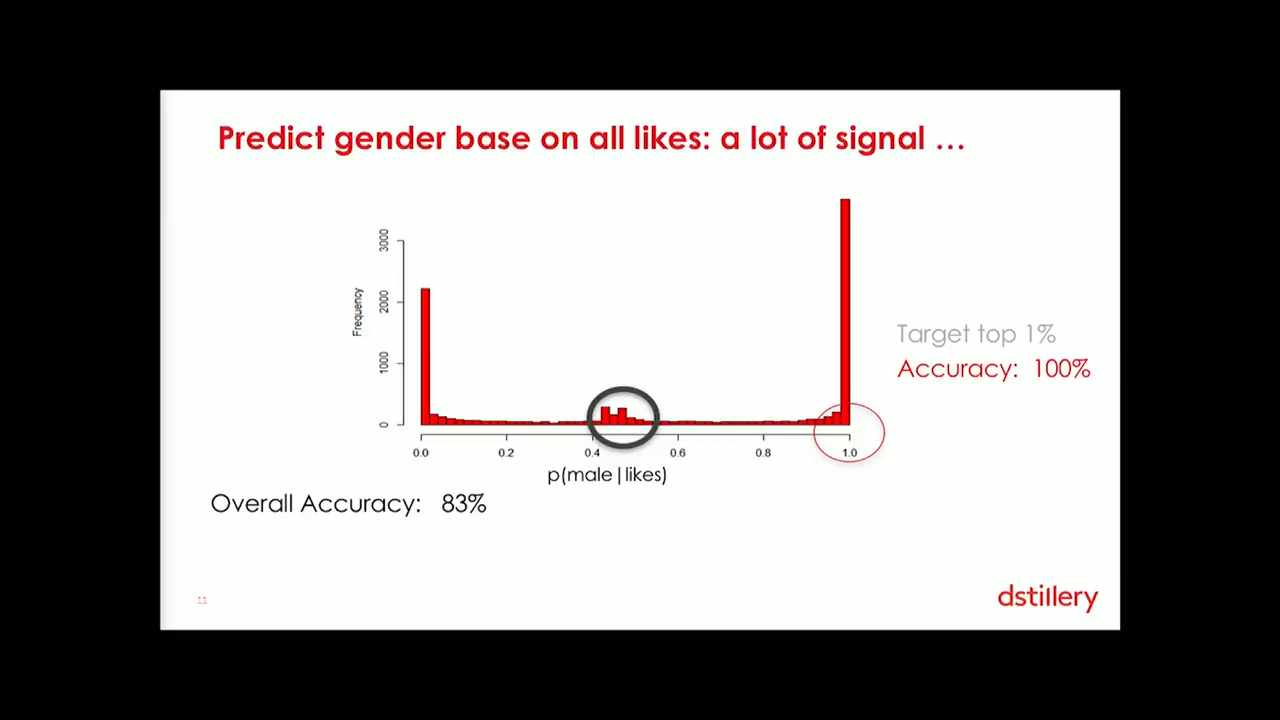 Predict gender base on all likes: a lot of signal …
3000
2000
1000
0
Frequency
0.0 0.2 0.4 0.6 0.8 1.0
p(male|likes)
Target top 1%
Accuracy: 100%
Overall Accuracy: 83%
11
dstillery